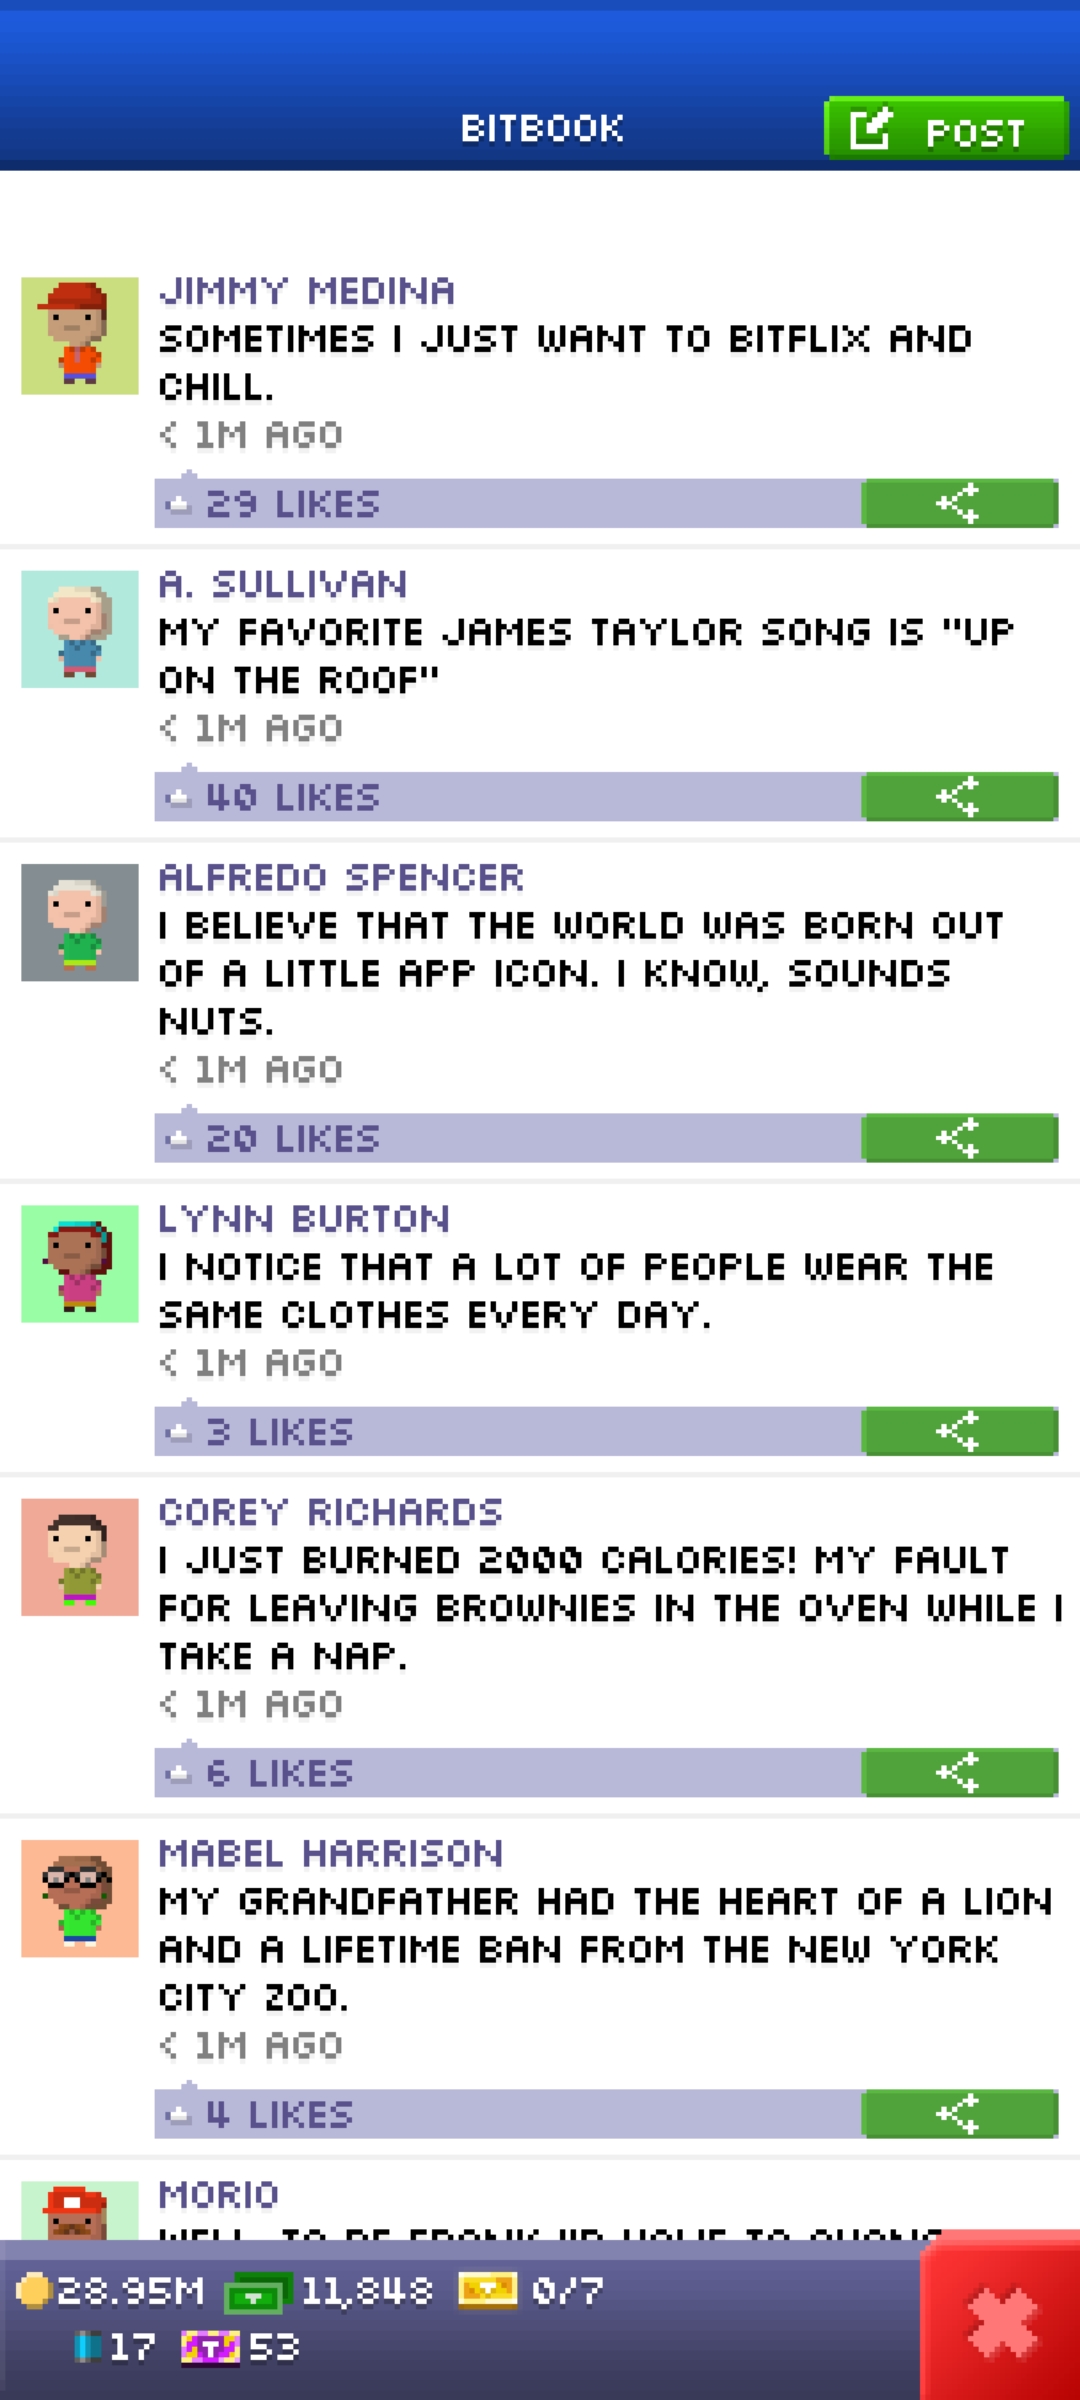 BITBOOK
POST
JIMMY MEDINA
SOMETIMES I JUST WANT TO BITFLIX AND
CHILL.
< 1M AGO
29 LIKES
A. SULLIVAN
MY FAVORITE JAMES TAYLOR SONG IS "UP
ON THE ROOF"
< 1M AGO
40 LIKES
ALFREDO SPENCER
I BELIEVE THAT THE WORLD WAS BORN OUT
OF A LITTLE APP ICON. I KNOW, SOUNDS
NUTS.
< 1M AGO
20 LIKES
LYNN BURTON
I NOTICE THAT A LOT OF PEOPLE WEAR THE
SAME CLOTHES EVERY DAY.
< 1M AGO
3 LIKES
COREY RICHARDS
I JUST BURNED 2000 CALORIES! MY FAULT
FOR LEAVING BROWNIES IN THE OVEN WHILE I
TAKE A NAP.
< 1M AGO
6 LIKES
MABEL HARRISON
MY GRANDFATHER HAD THE HEART OF A LION
AND A LIFETIME BAN FROM THE NEW YORK
CITY ZOO.
< 1M AGO
4 LIKES
MORIO
28.95M 11,848 0/7
17 T 53